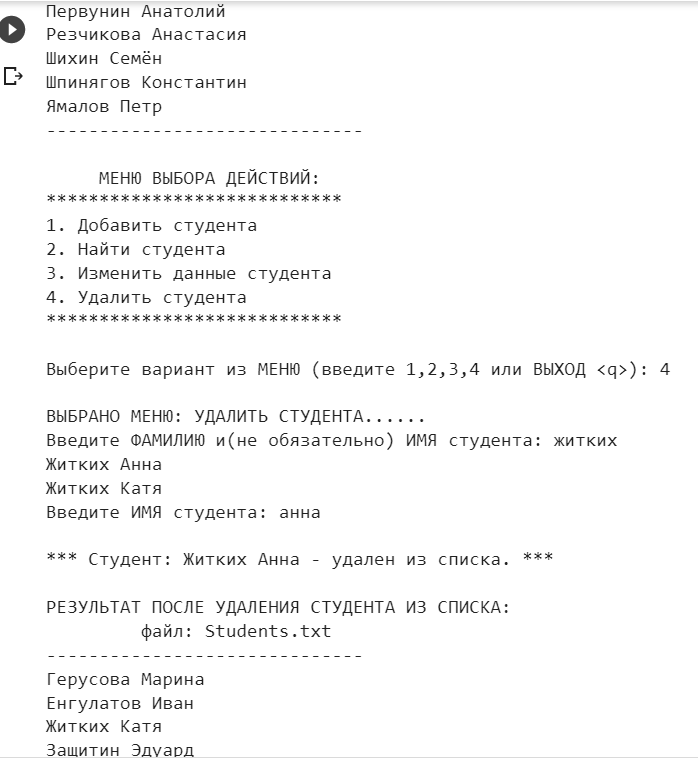 Первунин Анатолий
Резчикова Анастасия
Шихин Семён
Шпинягов Константин
Ямалов Петр
------------------------------
МЕНЮ ВЫБОРА ДЕЙСТВИЙ:
****************************
1. Добавить студента
2. Найти студента
3. Изменить данные студента
4. Удалить студента
****************************
Выберите вариант из МЕНЮ (введите 1,2,3,4 или ВЫХОД <q>): 4
ВЫБРАНО МЕНЮ: УДАЛИТЬ СТУДЕНТА......
Введите ФАМИЛИЮ и(не обязательно) ИМЯ студента: житких
Житких Анна
Житких Катя
Введите ИМЯ студента: анна
*** Студент: Житких Анна - удален из списка. ***
РЕЗУЛЬТАТ ПОСЛЕ УДАЛЕНИЯ СТУДЕНТА ИЗ СПИСКА:
файл: Students.txt
------------------------------
Герусова Марина
Енгулатов Иван
Житких Катя
Защитин Эдуард